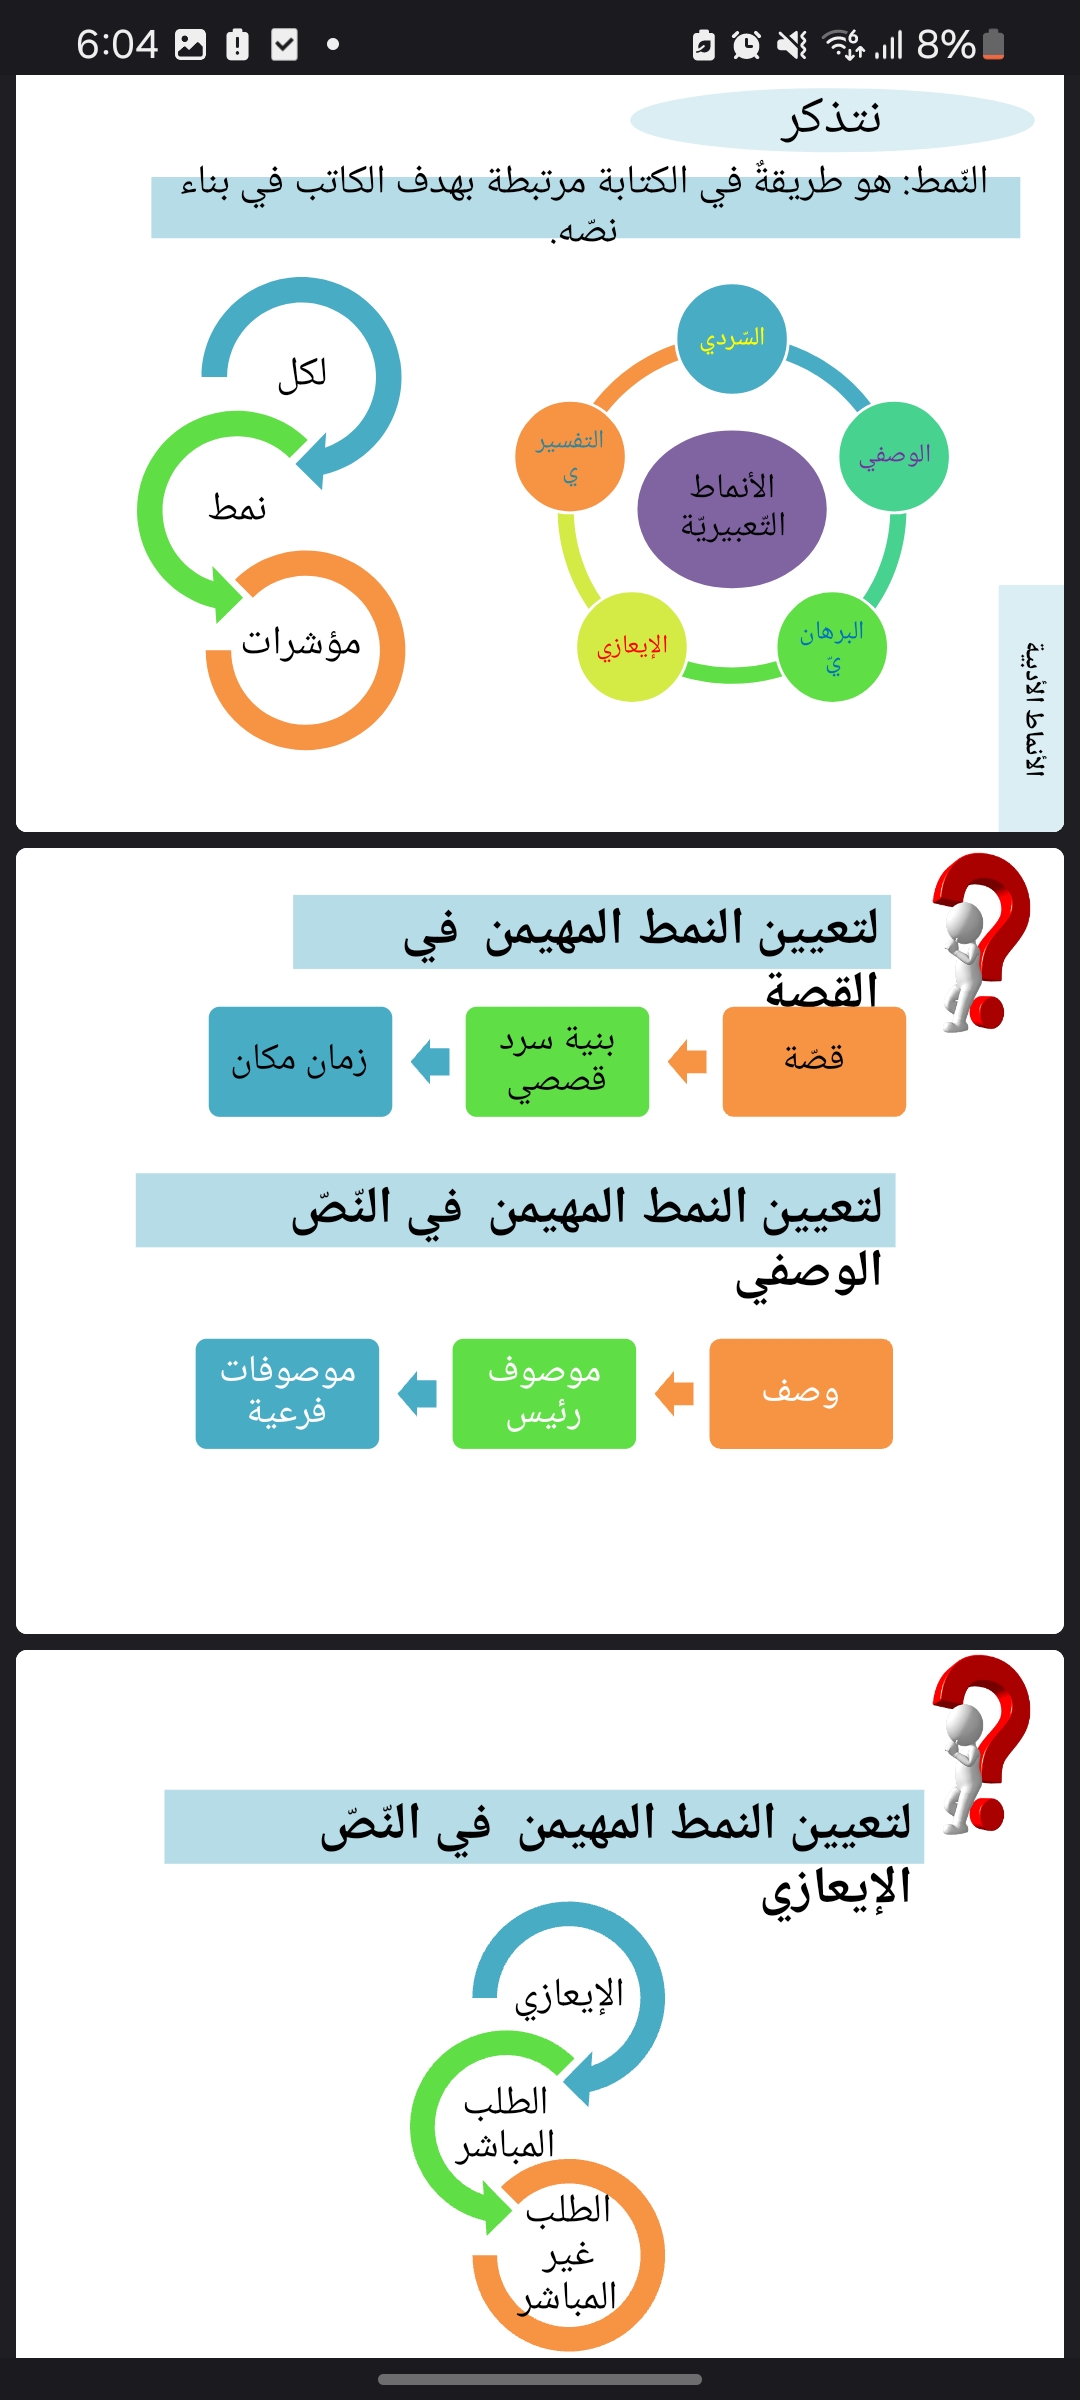 6:04
8%
نتذكر
النّمط: هو طريقةٌ في الكتابة مرتبطة بهدف الكاتب في بناء
نصّه.
السّردي
الوصفي
البرهان
يّ
الإيعازي
التفسير
ي
الأنماط
التّعبيريّة
لكل
نمط
مؤشرات
الأنماط الأدبية
لتعيين النمط المهيمن في
القصة
قصّة
بنية سرد
قصصي
زمان مكان
لتعيين النمط المهيمن في النّصّ
الوصفي
وصف
موصوف
رئيس
موصوفات
فرعية
لتعيين النمط المهيمن في النّصّ
الإيعازي
الإيعازي
الطلب
المباشر
الطلب
غير
المباشر